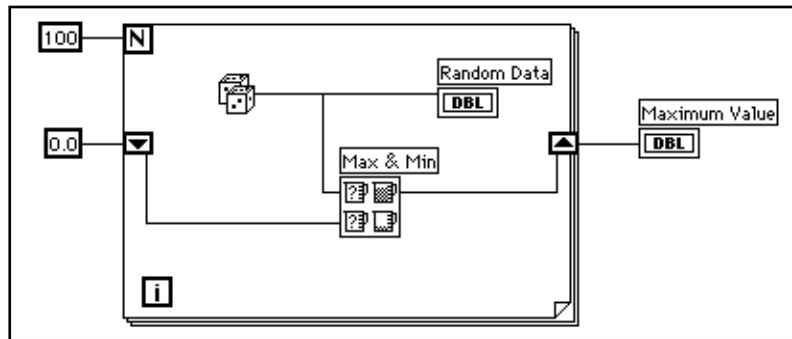 100
N
Random Data
DBL
Maximum Value
DBL
0.0
Max & Min
? ?
i